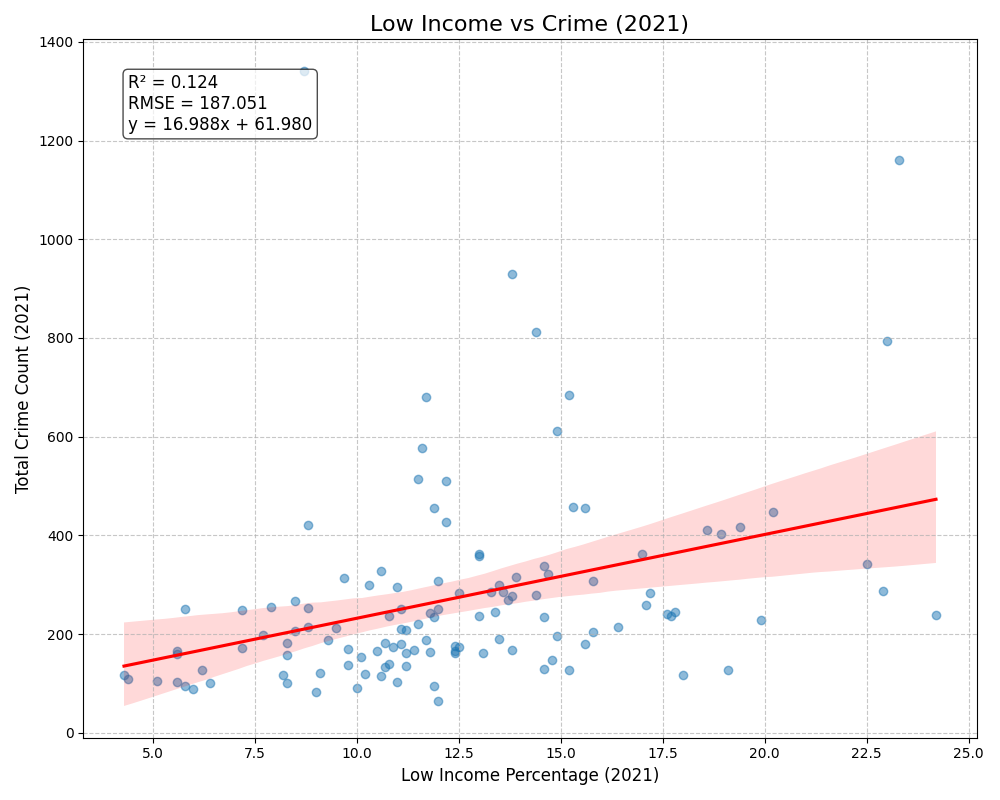 Low Income vs Crime (2021)
1400
R² = 0.124
RMSE = 187.051
y = 16.988x + 61.980
1200
1000
800
600
400
200
0
Total Crime Count (2021)
5.0 7.5 10.0 12.5 15.0 17.5 20.0 22.5 25.0
Low Income Percentage (2021)